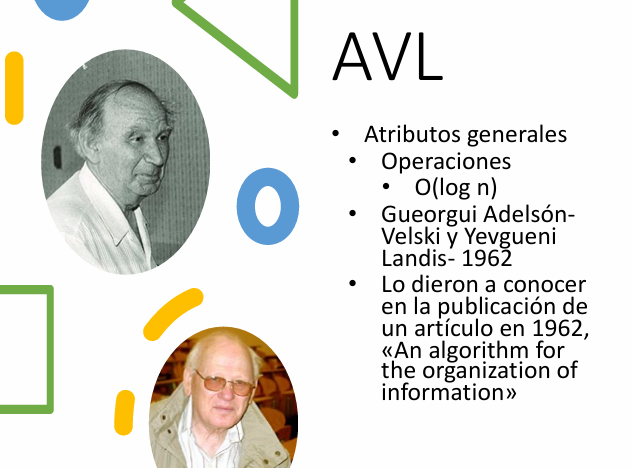 AVL
• Atributos generales
• Operaciones
• O(log n)
• Gueorgui Adelsón-
Velski y Yevgueni
Landis- 1962
• Lo dieron a conocer
en la publicación de
un artículo en 1962,
«An algorithm for
the organization of
information»